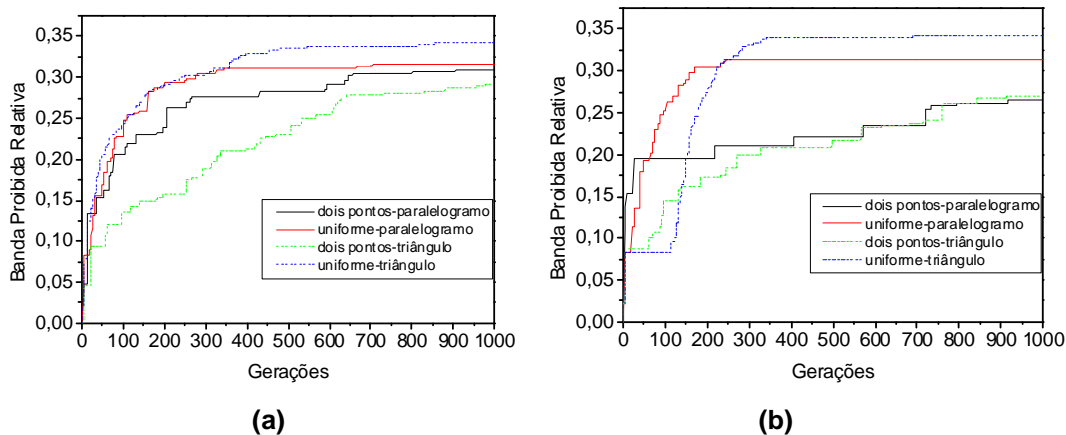 0,35
0,30
0,25
0,20
0,15
0,10
0,05
0,00
Banda Proibida Relativa
dois pontos-paralelogramo
uniforme-paralelogramo
dois pontos-triângulo
uniforme-triângulo
0 100 200 300 400 500 600 700 800 900 1000
Gerações
(a)
0,35
0,30
0,25
0,20
0,15
0,10
0,05
0,00
Banda Proibida Relativa
dois pontos-paralelogramo
uniforme-paralelogramo
dois pontos-triângulo
uniforme-triângulo
0 100 200 300 400 500 600 700 800 900 1000
Gerações
(b)